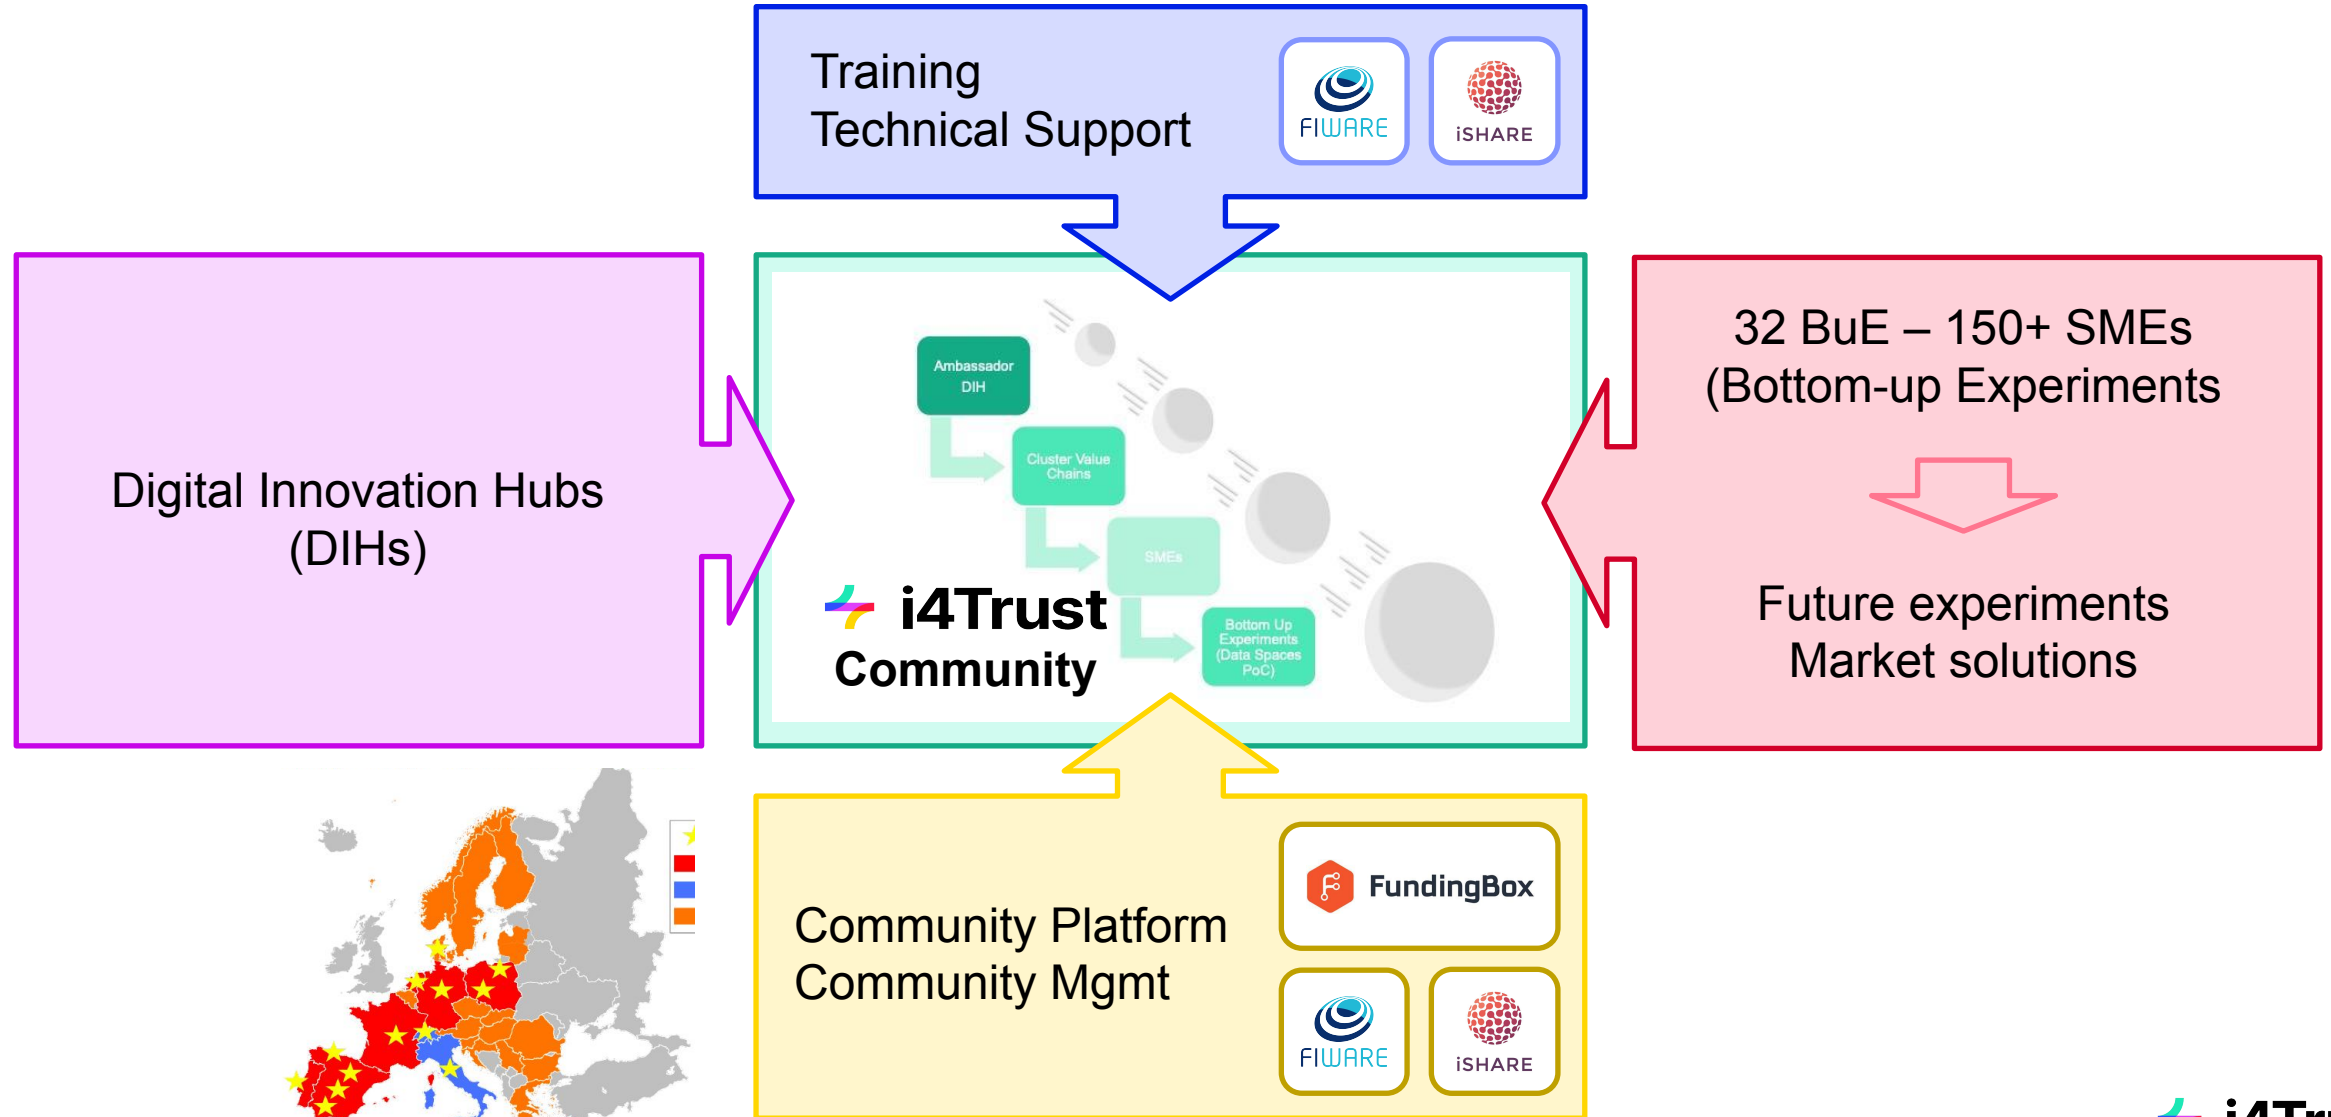 Training
Technical Support
FIWARE
iSHARE
Digital Innovation Hubs
(DIHs)
Ambassador
DIH
Cluster Value
Chains
SMEs
Bottom Up
Experiments
(Data Spaces
PoC)
i4Trust
Community
32 BuE – 150+ SMEs
(Bottom-up Experiments
Future experiments
Market solutions
Community Platform
Community Mgmt
FundingBox
FIWARE
iSHARE